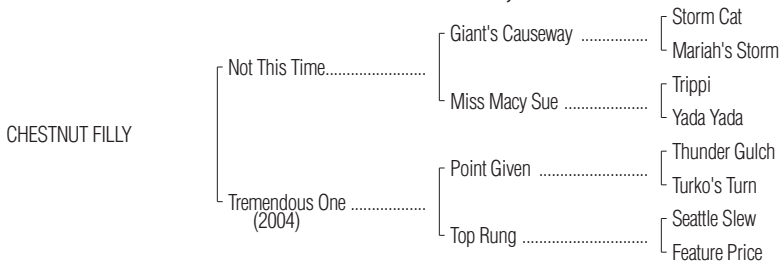 Storm Cat
Giant's Causeway ................
Mariah's Storm
Not This Time........................
Trippi
Miss Macy Sue ....................
Yada Yada
CHESTNUT FILLY
Thunder Gulch
Point Given ..........................
Turko's Turn
Tremendous One ..................
(2004)
Seattle Slew
Top Rung ..............................
Feature Price